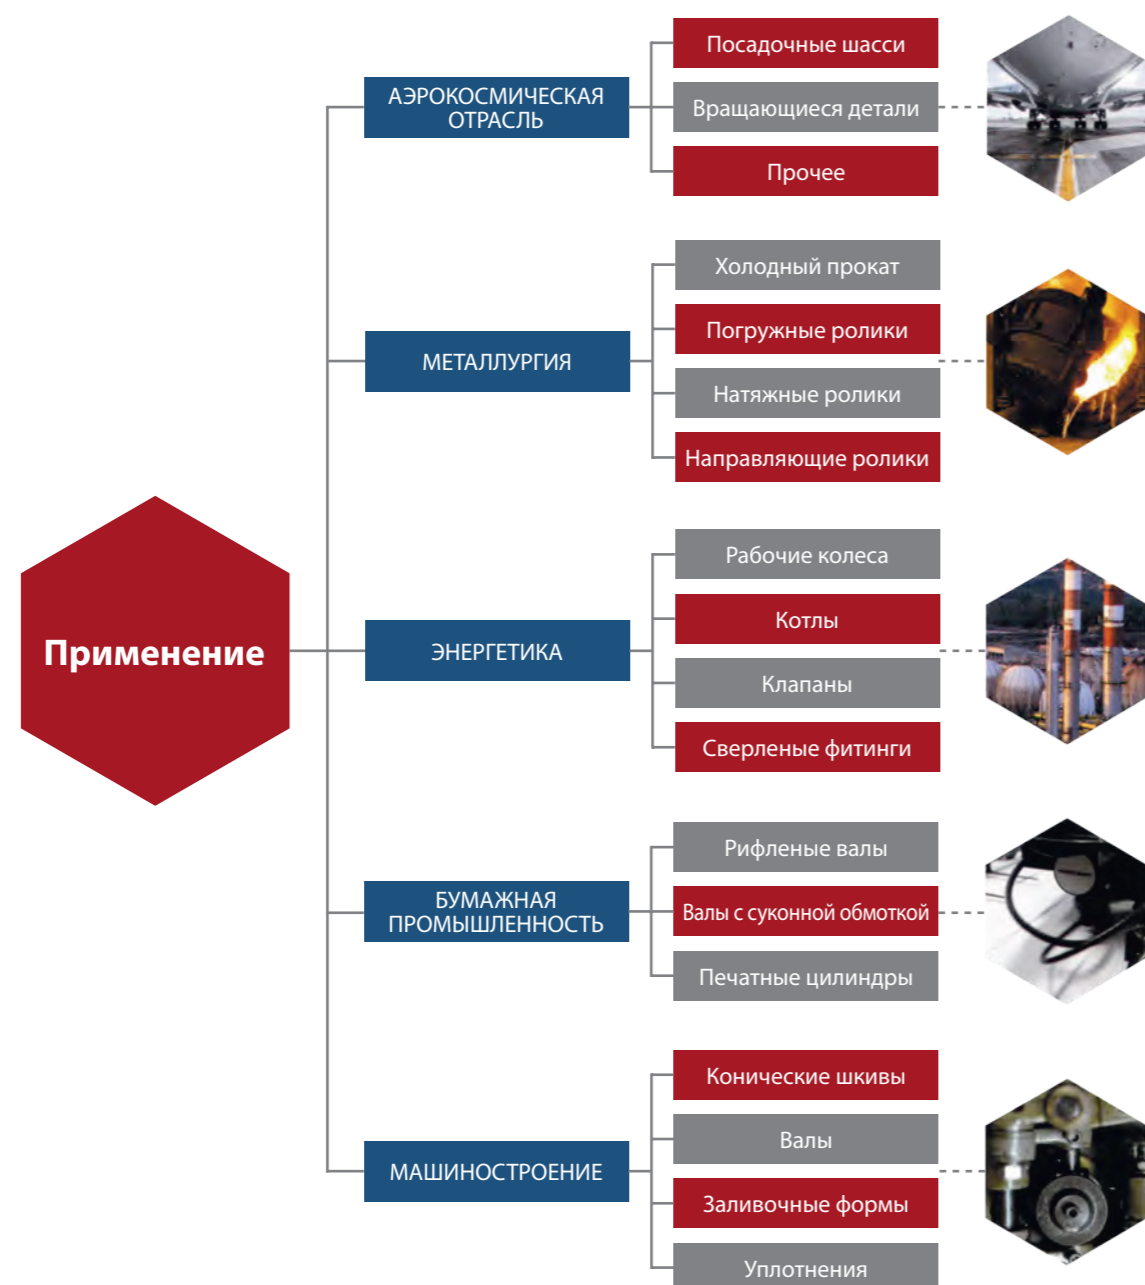 Применение
АЭРОКОСМИЧЕСКАЯ
ОТРАСЛЬ
Посадочные шасси
Вращающиеся детали
Прочее
МЕТАЛЛУРГИЯ
Холодный прокат
Погружные ролики
Натяжные ролики
Направляющие ролики
ЭНЕРГЕТИКА
Рабочие колеса
Котлы
Клапаны
Сверленые фитинги
БУМАЖНАЯ
ПРОМЫШЛЕННОСТЬ
Рифленые валы
Валы с суконной обмоткой
Печатные цилиндры
МАШИНОСТРОЕНИЕ
Конические шкивы
Валы
Заливочные формы
Уплотнения